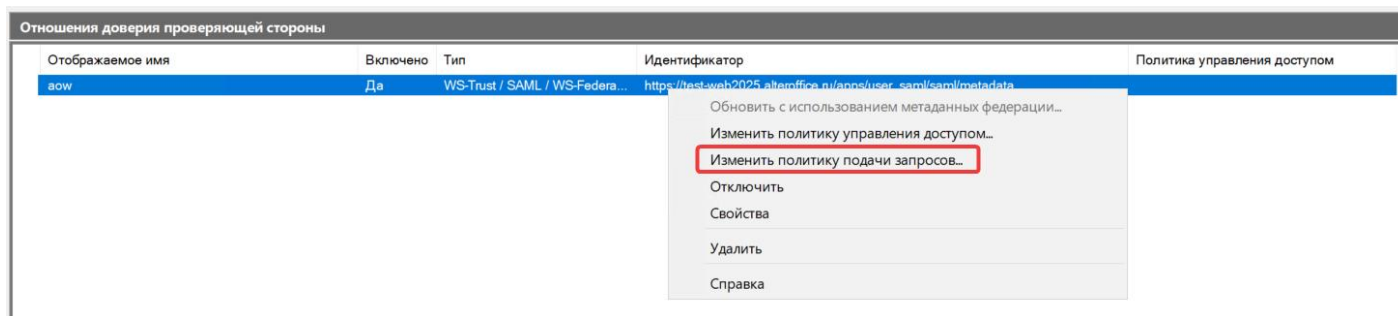 Отношения доверия проверяющей стороны
Отображаемое имя Включено Тип Идентификатор Политика управления доступом
aow Да WS-Trust / SAML / WS-Federa... https://test-web2025.alteroffice.ru/apps/user_saml/saml/metadata
Обновить с использованием метаданных федерации...
Изменить политику управления доступом...
Изменить политику подачи запросов...
Отключить
Свойства
Удалить
Справка